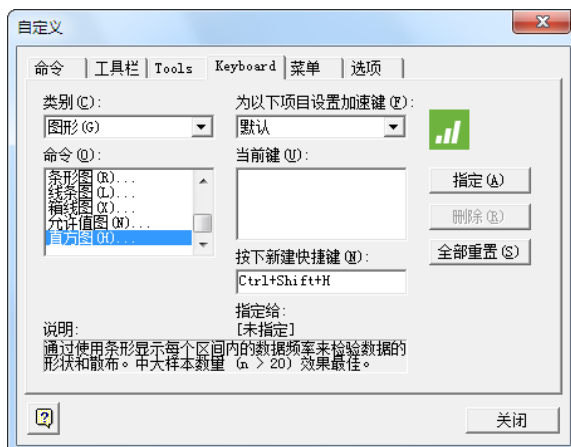 自定义
命令 工具栏 Tools Keyboard 菜单 选项
类别(C):
图形(G)
命令(O):
条形图(R)...
线条图(L)...
箱线图(X)...
允许值图(N)...
直方图(H)...
为以下项目设置加速键(F):
默认
当前键(U):
按下新建快捷键(N):
Ctrl+Shift+H
指定给:
[未指定]
指定(A)
删除(R)
全部重置(S)
说明:
通过使用条形显示每个区间内的数据频率来检验数据的
形状和散布。中大样本数量 (n > 20) 效果最佳。
关闭